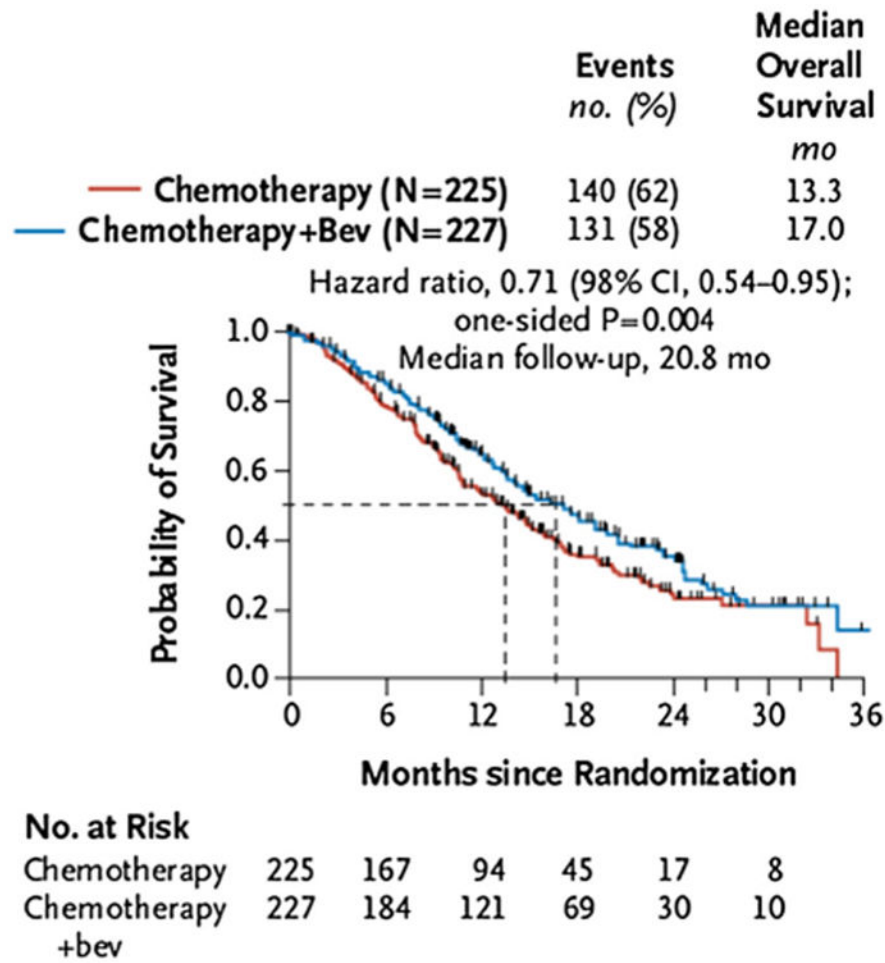 Median
Events Overall
no. (%) Survival
mo
Chemotherapy (N=225) 140 (62) 13.3
Chemotherapy+Bev (N=227) 131 (58) 17.0
Hazard ratio, 0.71 (98% CI, 0.54–0.95);
one-sided P=0.004
Median follow-up, 20.8 mo
Probability of Survival
1.0
0.8
0.6
0.4
0.2
0.0
0 6 12 18 24 30 36
Months since Randomization
No. at Risk
Chemotherapy 225 167 94 45 17 8
Chemotherapy 227 184 121 69 30 10
+bev